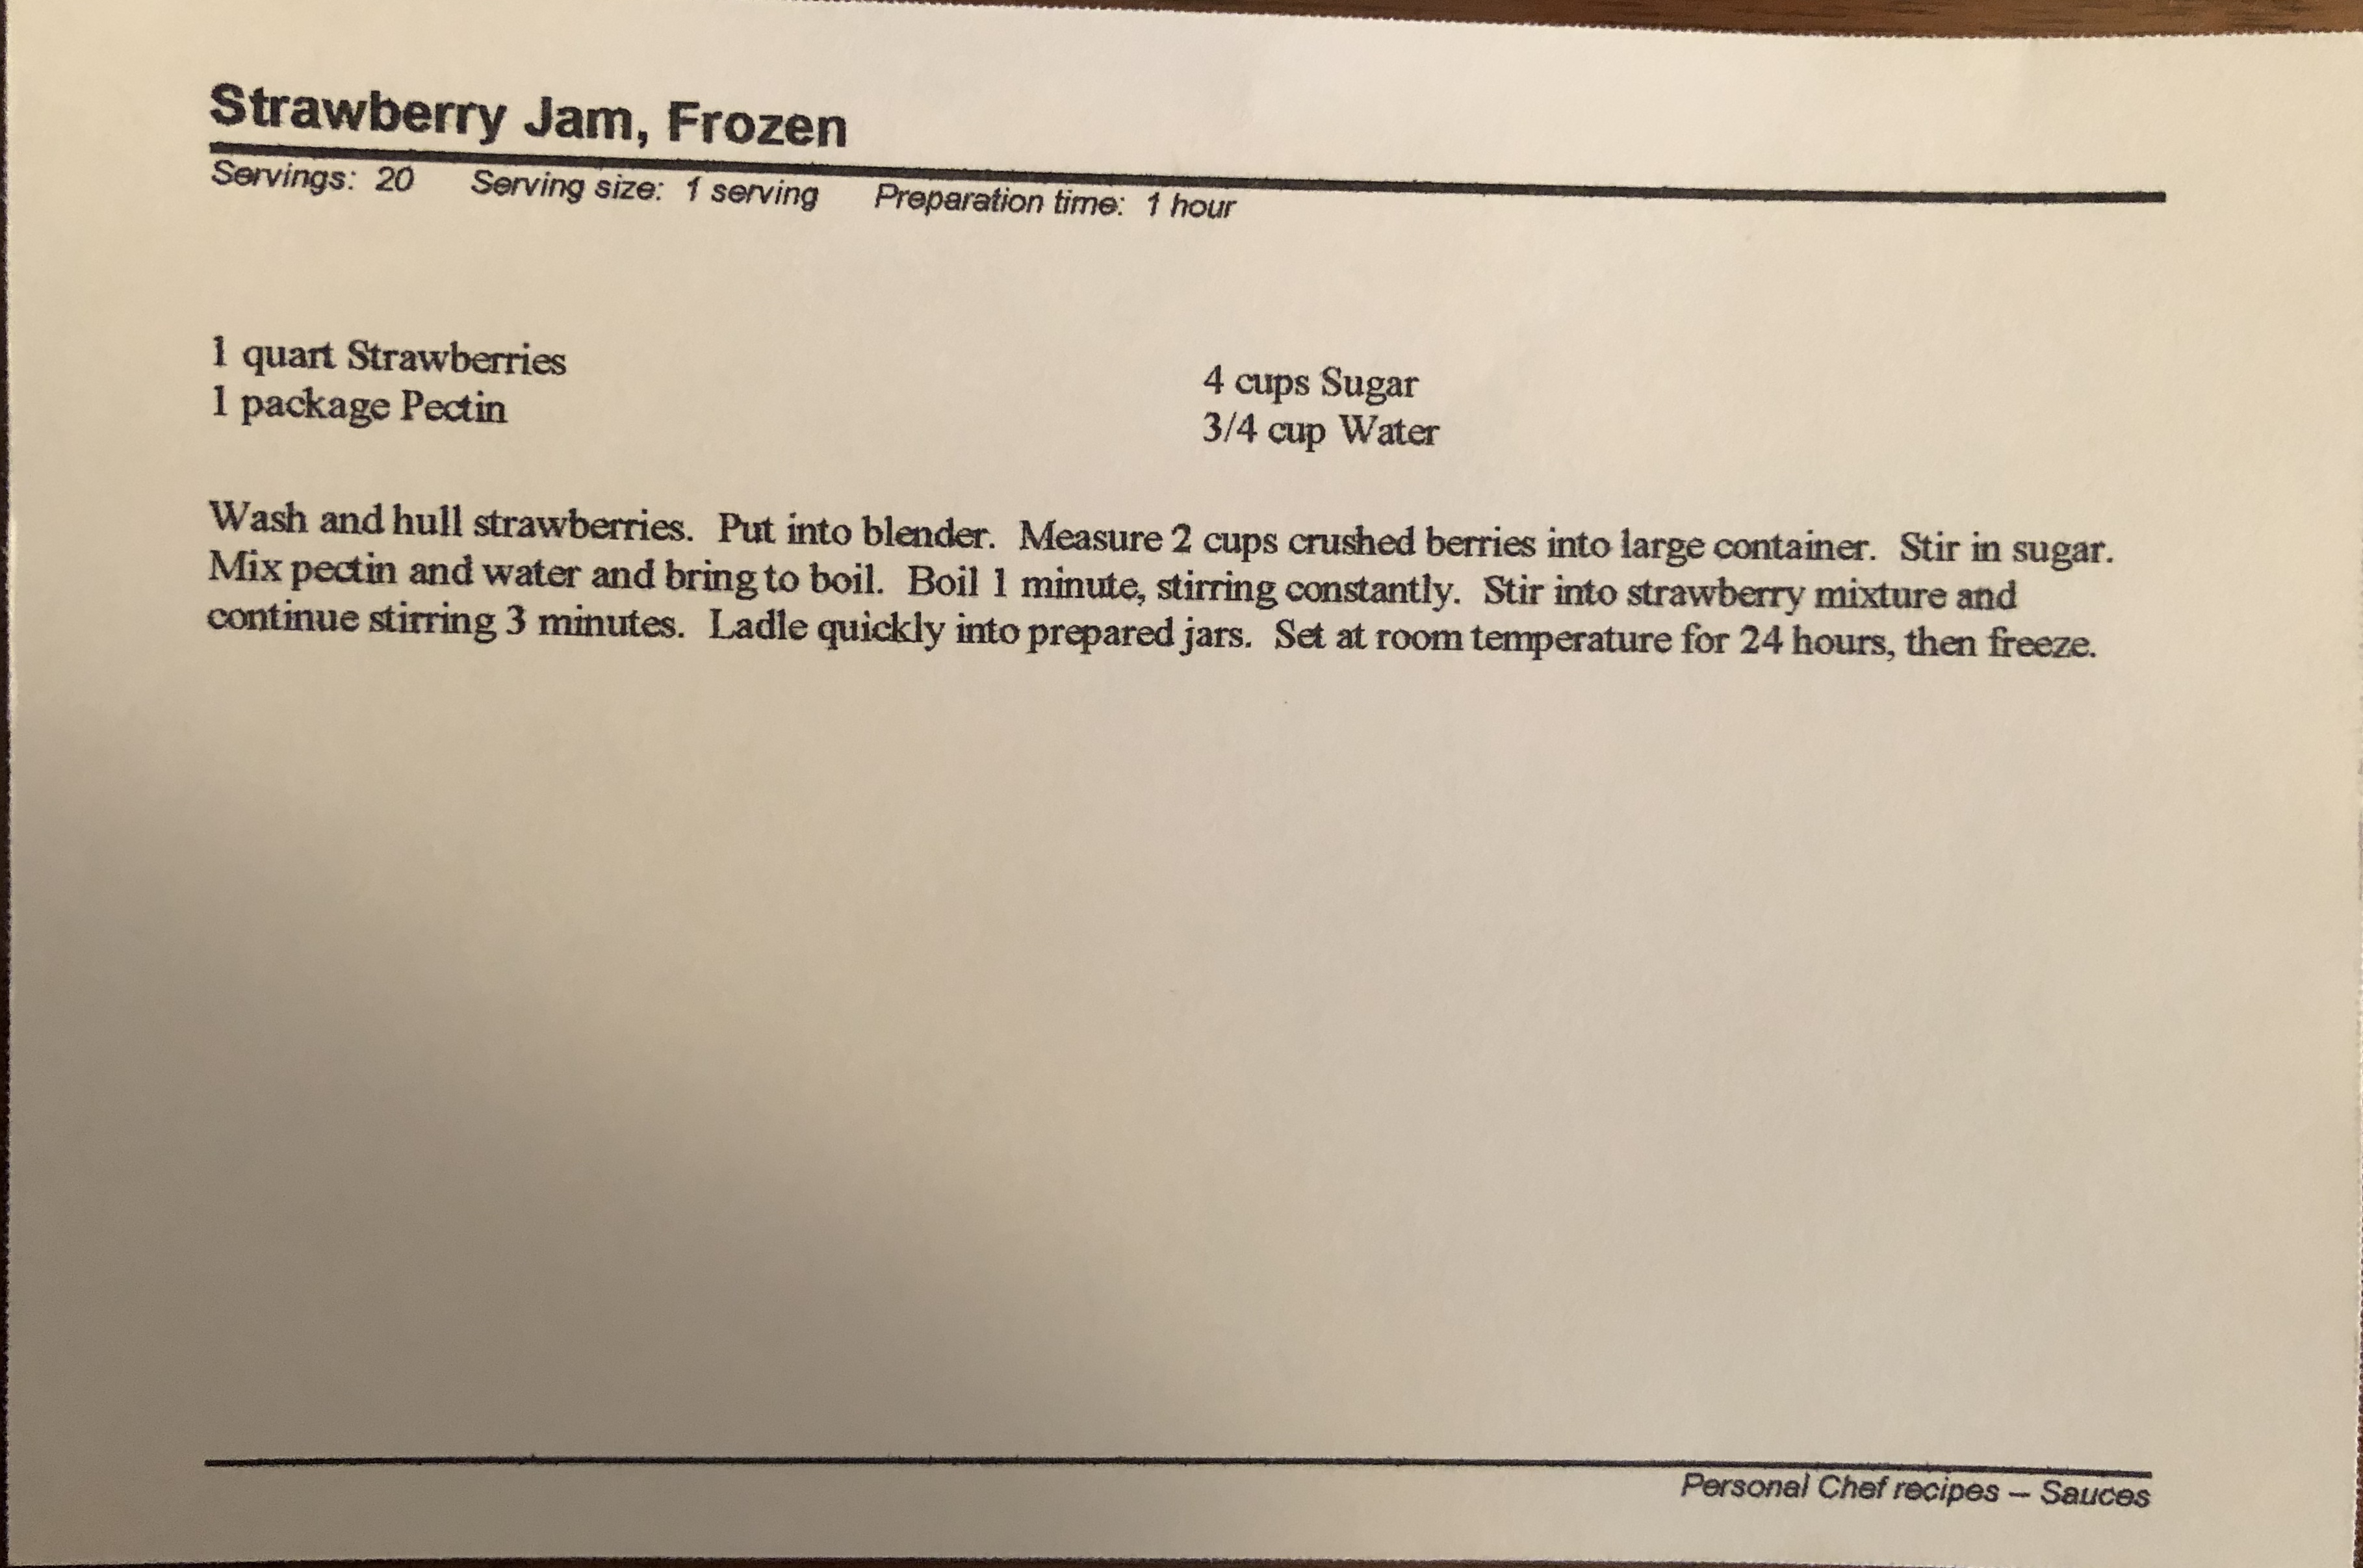 Strawberry Jam, Frozen
Servings: 20 Serving size: 1 serving Preparation time: 1 hour
1 quart Strawberries
1 package Pectin
4 cups Sugar
3/4 cup Water
Wash and hull strawberries. Put into blender. Measure 2 cups crushed berries into large container. Stir in sugar.
Mix pectin and water and bring to boil. Boil 1 minute, stirring constantly. Stir into strawberry mixture and
continue stirring 3 minutes. Ladle quickly into prepared jars. Set at room temperature for 24 hours, then freeze.
Personal Chef recipes – Sauces